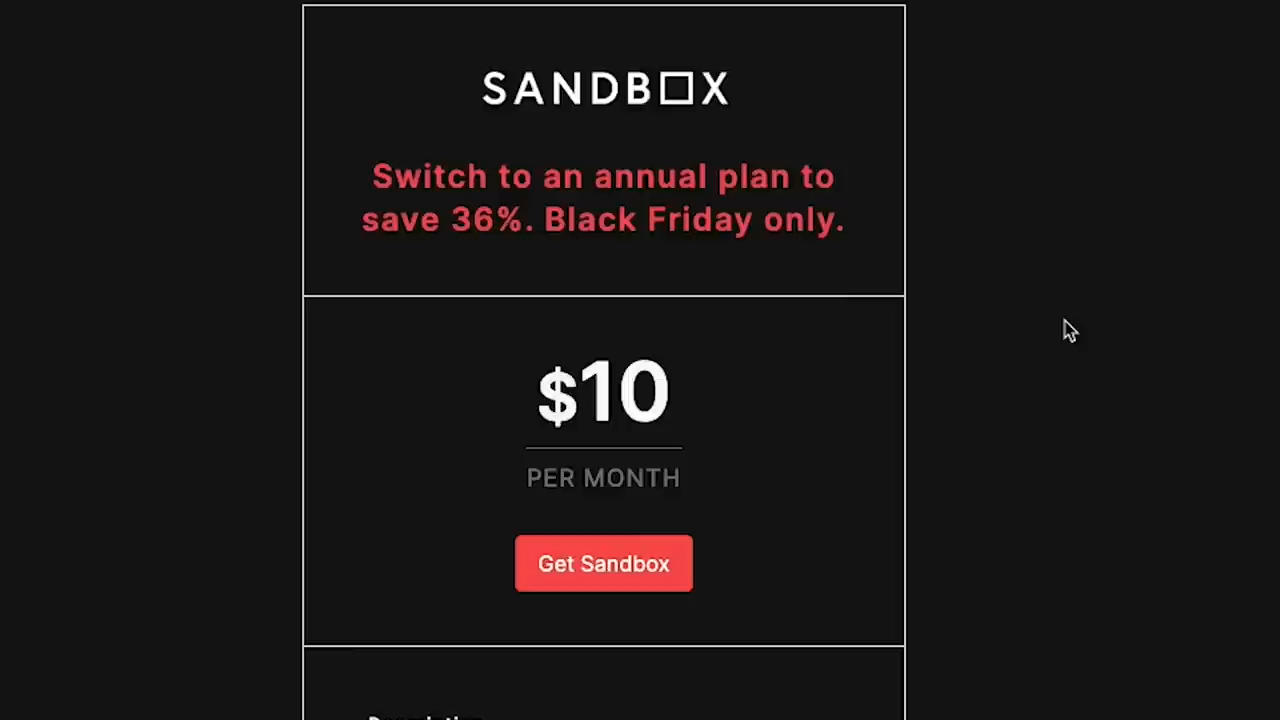 SANDBOX
Switch to an annual plan to
save 36%. Black Friday only.
$10
PER MONTH
Get Sandbox